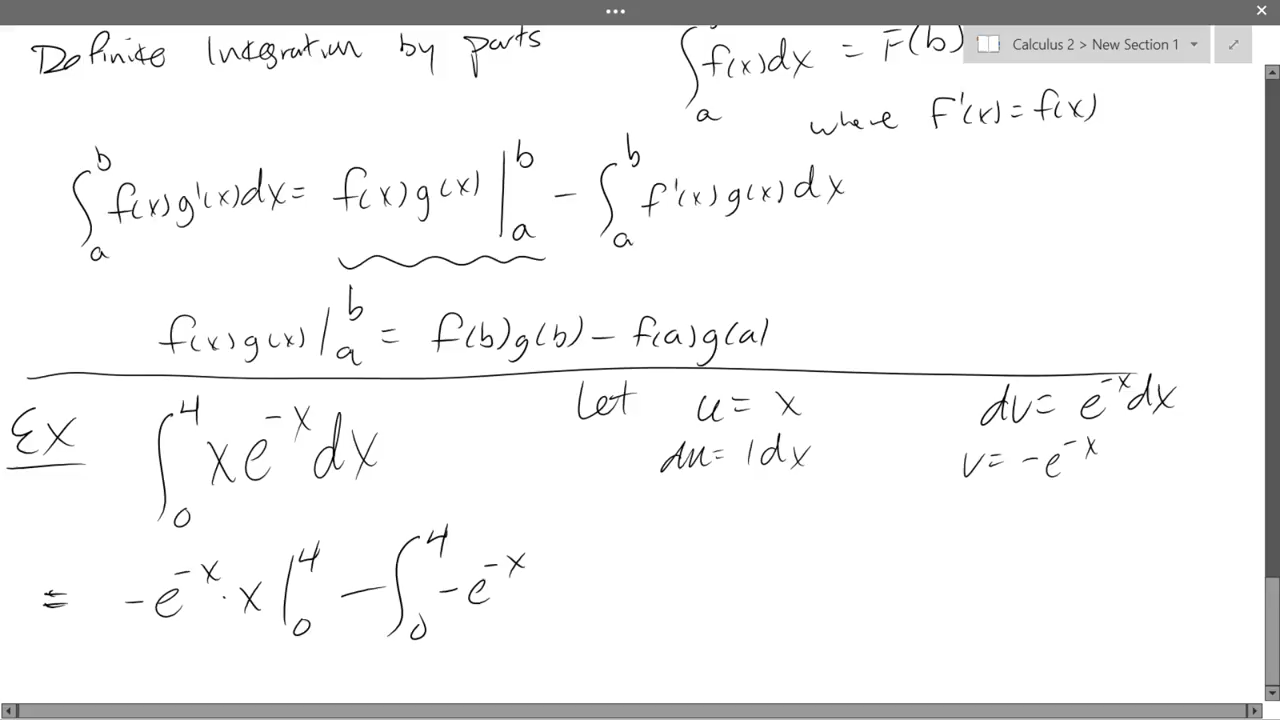 Definite Integration by parts
∫_a f(x)dx = F(b)
Calculus 2 > New Section 1
where F'(x) = f(x)
∫_a^b f(x)g'(x)dx = f(x)g(x) |_a^b - ∫_a^b f'(x)g(x)dx
f(x)g(x) |_a^b = f(b)g(b) - f(a)g(a)
Ex ∫_0^4 xe^-x dx
Let u = x dv = e^-x dx
du = 1dx v = -e^-x
= -e^-x · x |_0^4 - ∫_0^4 -e^-x